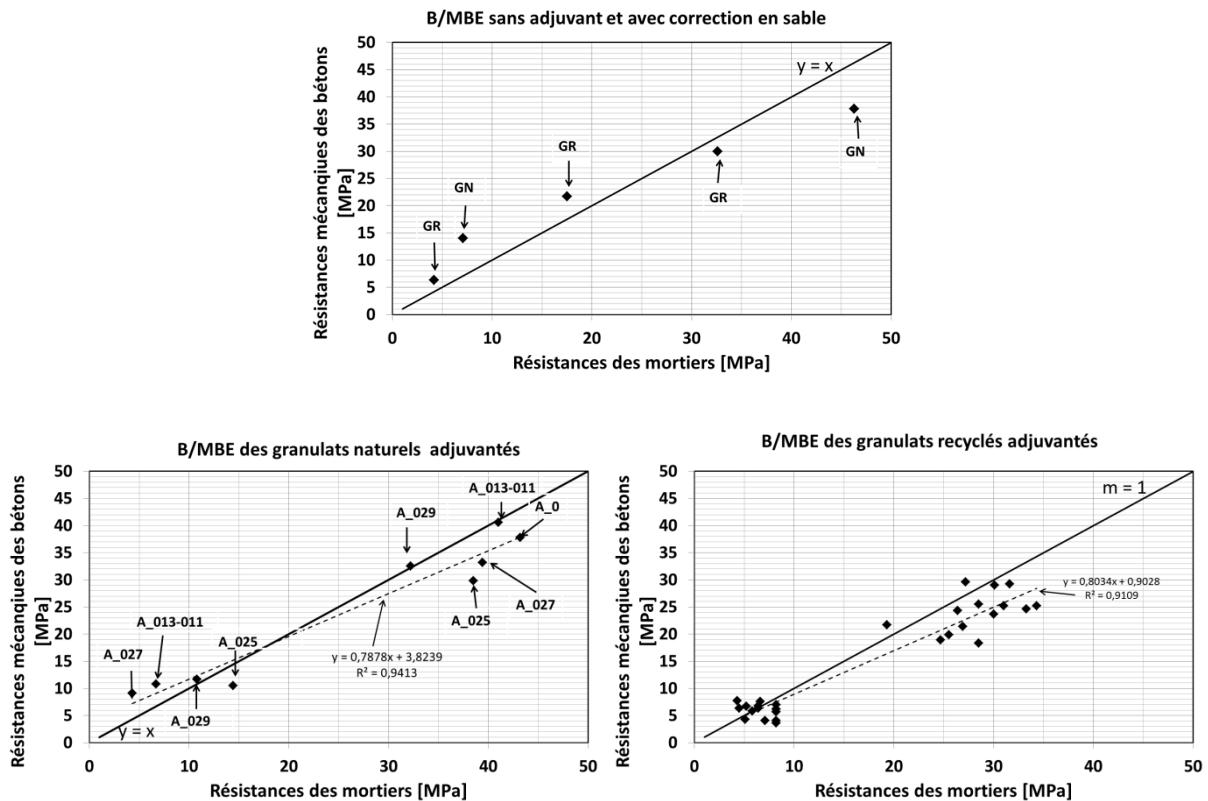 B/MBE sans adjuvant et avec correction en sable
Résistances mécanqiues des bétons
[MPa]
50
45
40
35
30
25
20
15
10
5
0
y = x
GR
GN
GR
GR
GN
0 10 20 30 40 50
Résistances des mortiers [MPa]
B/MBE des granulats naturels adjuvantés
Résistances mécanqiues des bétons
[MPa]
50
45
40
35
30
25
20
15
10
5
0
A_013-011
A_0
A_029
A_027
A_025
A_013-011
A_025
A_027
y = 0,7878x + 3,8239
R² = 0,9413
A_029
y = x
0 10 20 30 40 50
Résistances des mortiers [MPa]
B/MBE des granulats recyclés adjuvantés
Résistances mécanqiues des bétons
[MPa]
50
45
40
35
30
25
20
15
10
5
0
m = 1
y = 0,8034x + 0,9028
R² = 0,9109
0 10 20 30 40 50
Résistances des mortiers [MPa]